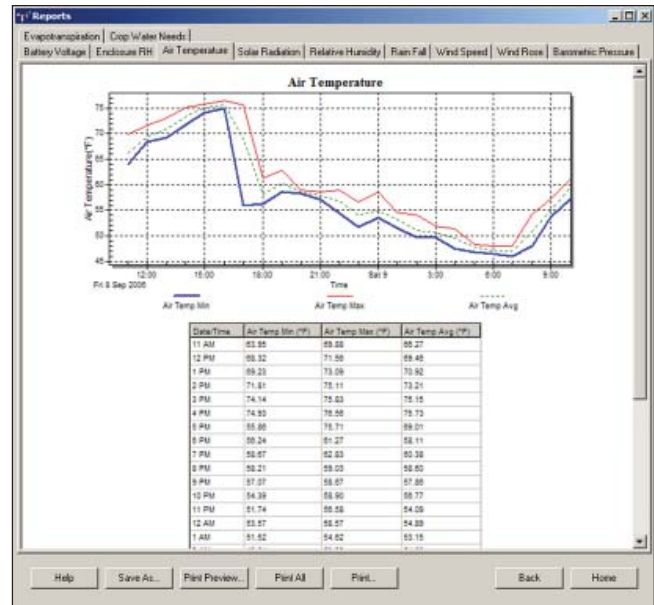 Reports
Evapotranspiration Crop Water Needs
Battery Voltage Enclosure RH Air Temperature Solar Radiation Relative Humidity Rain Fall Wind Speed Wind Rose Barometric Pressure
Air Temperature
Air Temperature(°F)
75
70
65
60
55
50
45
12:00 15:00 18:00 21:00 Sat 9 3:00 6:00 9:00
Fri 8 Sep 2006 Time
Air Temp Min Air Temp Max Air Temp Avg
Date/Time Air Temp Min (°F) Air Temp Max (°F) Air Temp Avg (°F)
11 AM 63.95 69.88 66.27
12 PM 68.32 71.56 69.46
1 PM 69.23 73.09 70.92
2 PM 71.81 75.11 73.21
3 PM 74.14 75.83 75.15
4 PM 74.93 76.56 75.73
5 PM 55.86 75.71 69.01
6 PM 56.24 61.27 58.11
7 PM 58.67 62.83 60.38
8 PM 58.21 59.03 58.60
9 PM 57.07 58.67 57.86
10 PM 54.39 58.90 56.77
11 PM 51.74 56.58 54.09
12 AM 53.57 58.57 54.89
1 AM 51.52 54.62 53.15
Help Save As... Print Preview... Print All Print... Back Home